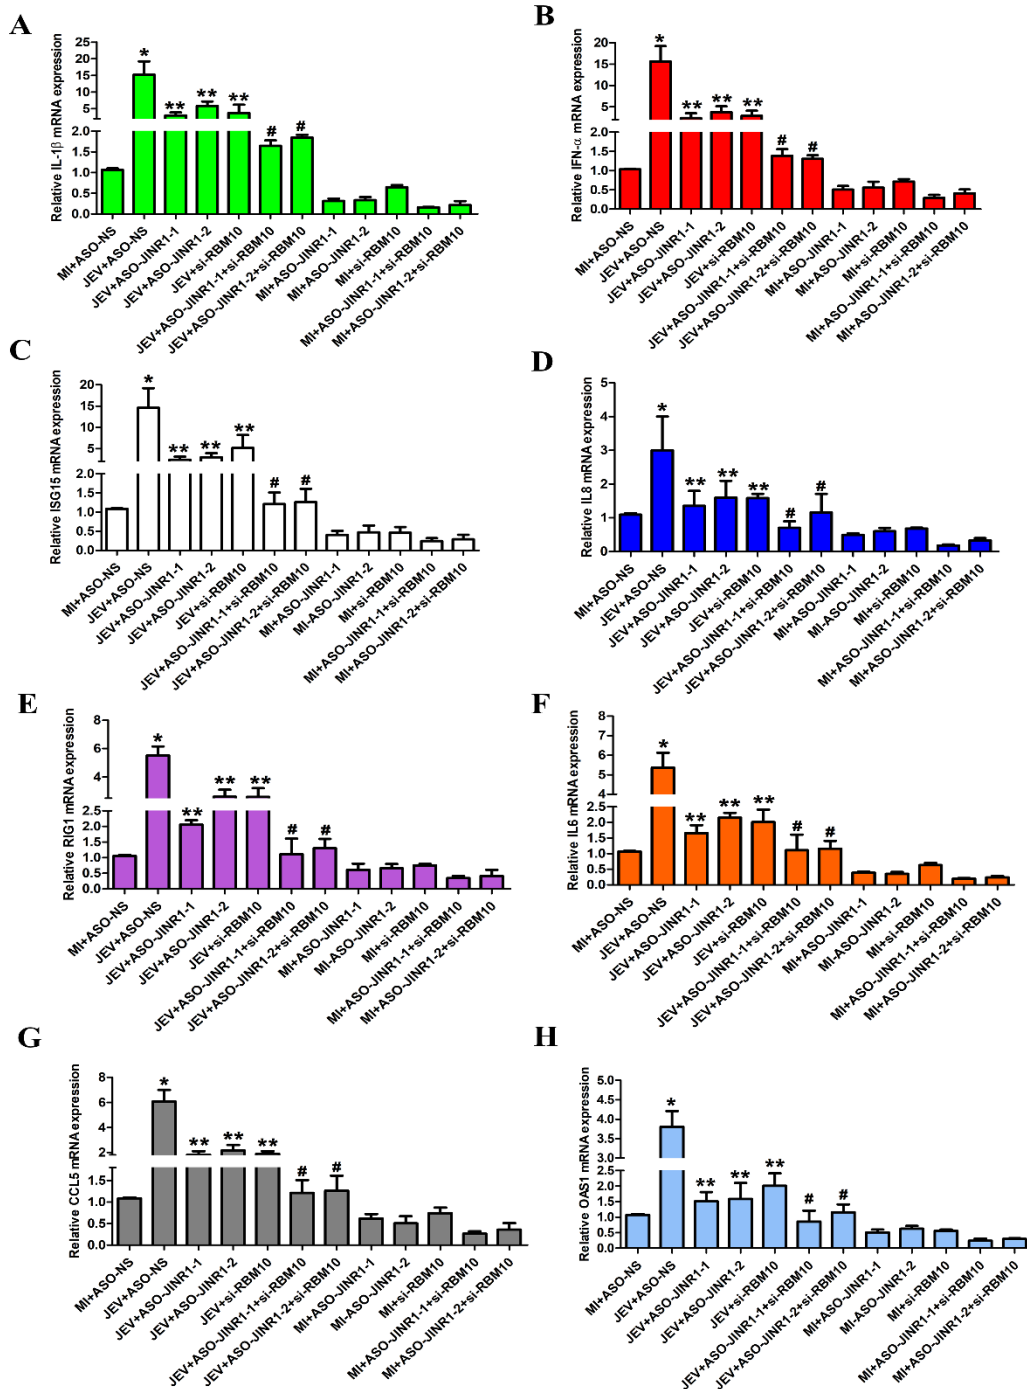 A
Relative IL-1β mRNA expression
25
20
15
10
5
2.0
1.5
1.0
0.5
0.0
*
**
**
**
#
#
MI+ASO-NS
JEV+ASO-NS
JEV+ASO-JINR1-1
JEV+ASO-JINR1-2
JEV+si-RBM10
JEV+ASO-JINR1-1+si-RBM10
JEV+ASO-JINR1-2+si-RBM10
MI+ASO-JINR1-1
MI+ASO-JINR1-2
MI+si-RBM10
MI+ASO-JINR1-1+si-RBM10
MI+ASO-JINR1-2+si-RBM10
B
Relative IFN-α mRNA expression
20
15
10
5
2.0
1.5
1.0
0.5
0.0
*
**
**
**
#
#
MI+ASO-NS
JEV+ASO-NS
JEV+ASO-JINR1-1
JEV+ASO-JINR1-2
JEV+si-RBM10
JEV+ASO-JINR1-1+si-RBM10
JEV+ASO-JINR1-2+si-RBM10
MI+ASO-JINR1-1
MI+ASO-JINR1-2
MI+si-RBM10
MI+ASO-JINR1-1+si-RBM10
MI+ASO-JINR1-2+si-RBM10
C
Relative ISG15 mRNA expression
20
15
10
5
2.0
1.5
1.0
0.5
0.0
*
**
**
**
#
#
MI+ASO-NS
JEV+ASO-NS
JEV+ASO-JINR1-1
JEV+ASO-JINR1-2
JEV+si-RBM10
JEV+ASO-JINR1-1+si-RBM10
JEV+ASO-JINR1-2+si-RBM10
MI+ASO-JINR1-1
MI-ASO-JINR1-2
MI+si-RBM10
MI+ASO-JINR1-1+si-RBM10
MI+ASO-JINR1-2+si-RBM10
D
Relative IL8 mRNA expression
5
4
3
2
1
0
*
**
**
**
#
#
MI+ASO-NS
JEV+ASO-NS
JEV+ASO-JINR1-1
JEV+ASO-JINR1-2
JEV+si-RBM10
JEV+ASO-JINR1-1+si-RBM10
JEV+ASO-JINR1-2+si-RBM10
MI+ASO-JINR1-1
MI-ASO-JINR1-2
MI+si-RBM10
MI+ASO-JINR1-1+si-RBM10
MI+ASO-JINR1-2+si-RBM10
E
Relative RIG1 mRNA expression
8
6
4
2.5
2.0
1.5
1.0
0.5
0.0
*
**
**
**
#
#
MI+ASO-NS
JEV+ASO-NS
JEV+ASO-JINR1-1
JEV+ASO-JINR1-2
JEV+si-RBM10
JEV+ASO-JINR1-1+si-RBM10
JEV+ASO-JINR1-2+si-RBM10
MI+ASO-JINR1-1
MI-ASO-JINR1-2
MI+si-RBM10
MI+ASO-JINR1-1+si-RBM10
MI+ASO-JINR1-2+si-RBM10
F
Relative IL6 mRNA expression
8
7
6
5
4
3
2.5
2.0
1.5
1.0
0.5
0.0
*
**
**
**
#
#
MI+ASO-NS
JEV+ASO-NS
JEV+ASO-JINR1-1
JEV+ASO-JINR1-2
JEV+si-RBM10
JEV+ASO-JINR1-1+si-RBM10
JEV+ASO-JINR1-2+si-RBM10
MI+ASO-JINR1-1
MI-ASO-JINR1-2
MI+si-RBM10
MI+ASO-JINR1-1+si-RBM10
MI+ASO-JINR1-2+si-RBM10
G
Relative CCL5 mRNA expression
8
6
4
2
1.5
1.0
0.5
0.0
*
**
**
**
#
#
MI+ASO-NS
JEV+ASO-NS
JEV+ASO-JINR1-1
JEV+ASO-JINR1-2
JEV+si-RBM10
JEV+ASO-JINR1-1+si-RBM10
JEV+ASO-JINR1-2+si-RBM10
MI+ASO-JINR1-1
MI-ASO-JINR1-2
MI+si-RBM10
MI+ASO-JINR1-1+si-RBM10
MI+ASO-JINR1-2+si-RBM10
H
Relative OAS1 mRNA expression
5.0
4.5
4.0
3.5
3.0
2.5
2.0
1.5
1.0
0.5
0.0
*
**
**
**
#
#
MI+ASO-NS
JEV+ASO-NS
JEV+ASO-JINR1-1
JEV+ASO-JINR1-2
JEV+si-RBM10
JEV+ASO-JINR1-1+si-RBM10
JEV+ASO-JINR1-2+si-RBM10
MI+ASO-JINR1-1
MI-ASO-JINR1-2
MI+si-RBM10
MI+ASO-JINR1-1+si-RBM10
MI+ASO-JINR1-2+si-RBM10